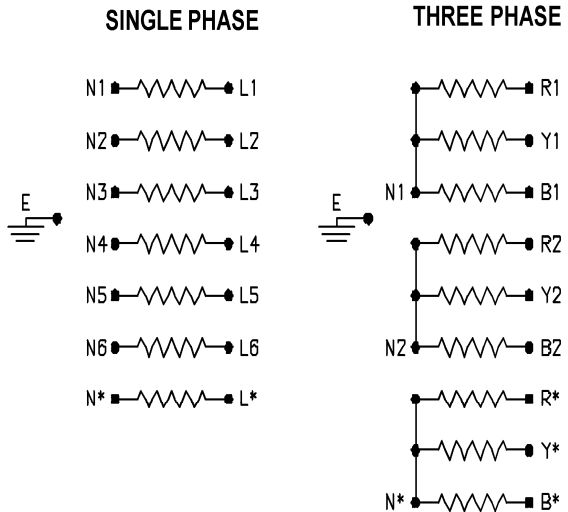 SINGLE PHASE
N1 L1
N2 L2
N3 L3
E
N4 L4
N5 L5
N6 L6
N* L*
THREE PHASE
R1
Y1
N1 B1
E
R2
Y2
N2 B2
R*
Y*
N* B*